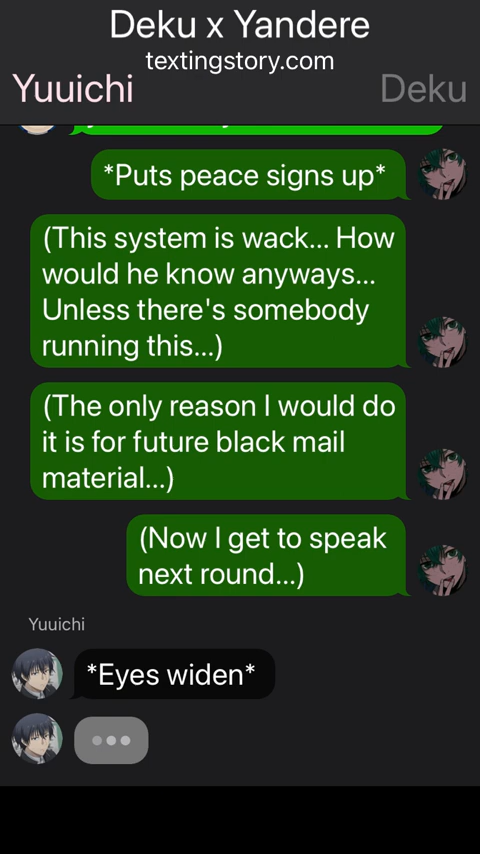 Deku x Yandere
textingstory.com
Yuuichi
Deku
*Puts peace signs up*
(This system is wack... How
would he know anyways...
Unless there's somebody
running this...)
(The only reason I would do
it is for future black mail
material...)
(Now I get to speak
next round...)
Yuuichi
*Eyes widen*